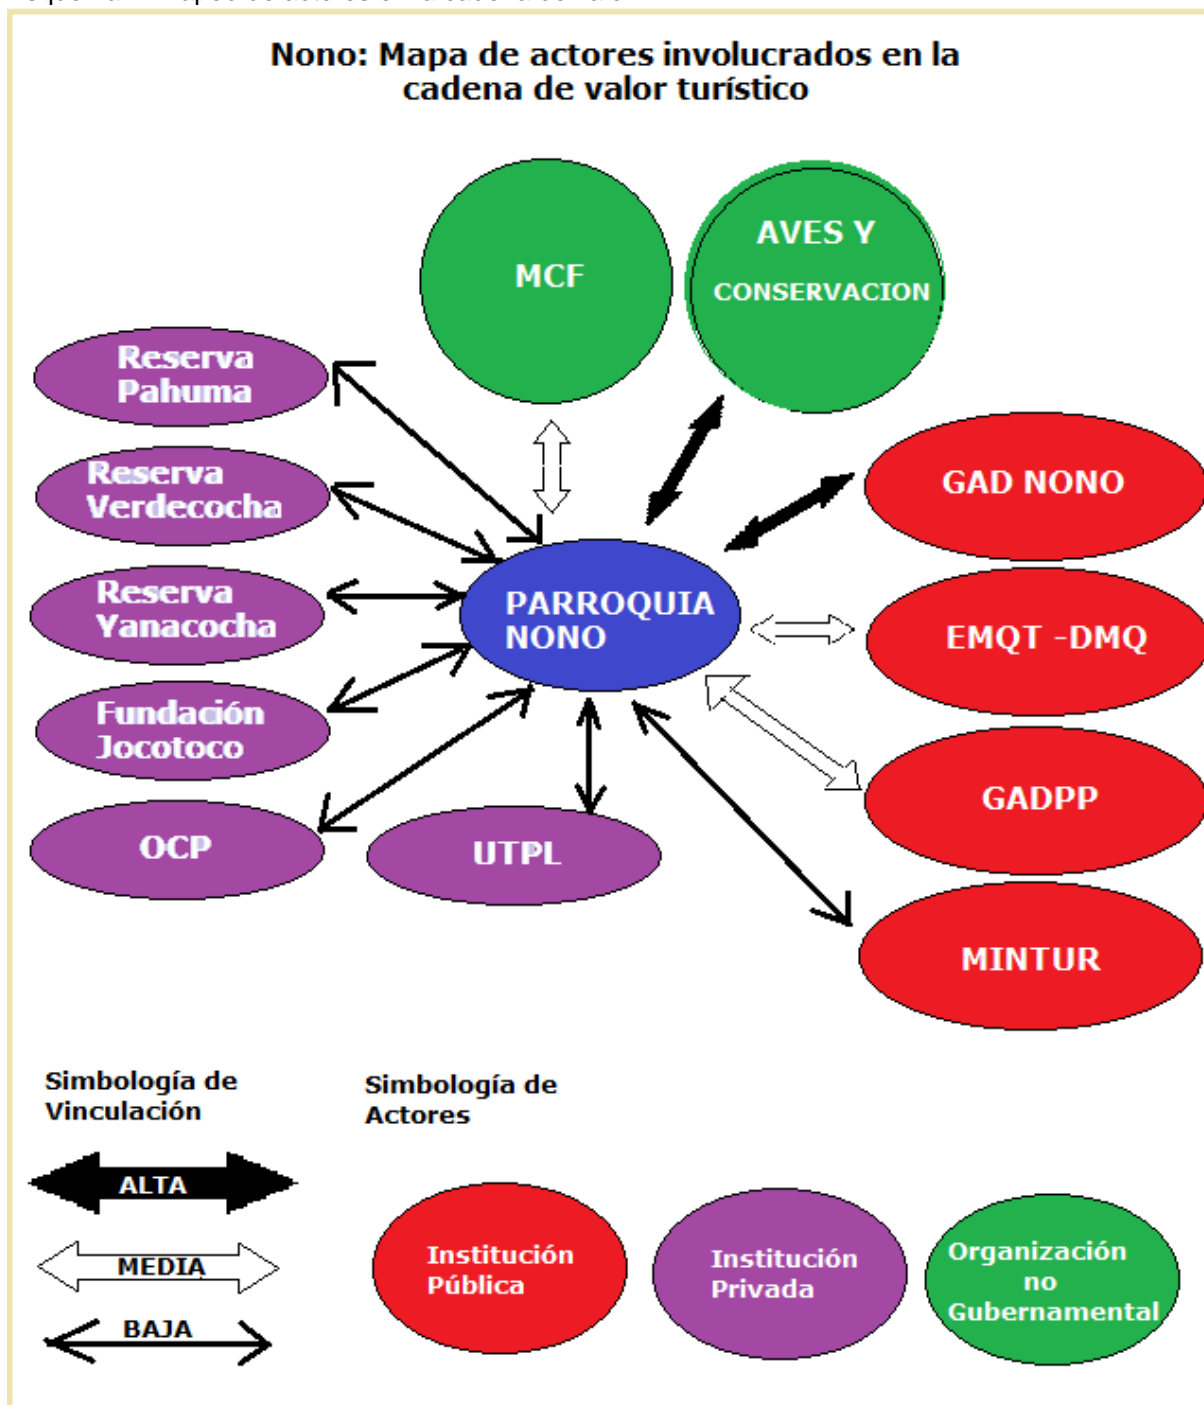 Nono: Mapa de actores involucrados en la
cadena de valor turístico
MCF
AVES Y
CONSERVACION
Reserva
Pahuma
Reserva
Verdecocha
Reserva
Yanacocha
Fundación
Jocotoco
OCP
UTPL
PARROQUIA
NONO
GAD NONO
EMQT -DMQ
GADPP
MINTUR
Simbología de
Vinculación
ALTA
MEDIA
BAJA
Simbología de
Actores
Institución
Pública
Institución
Privada
Organización
no
Gubernamental